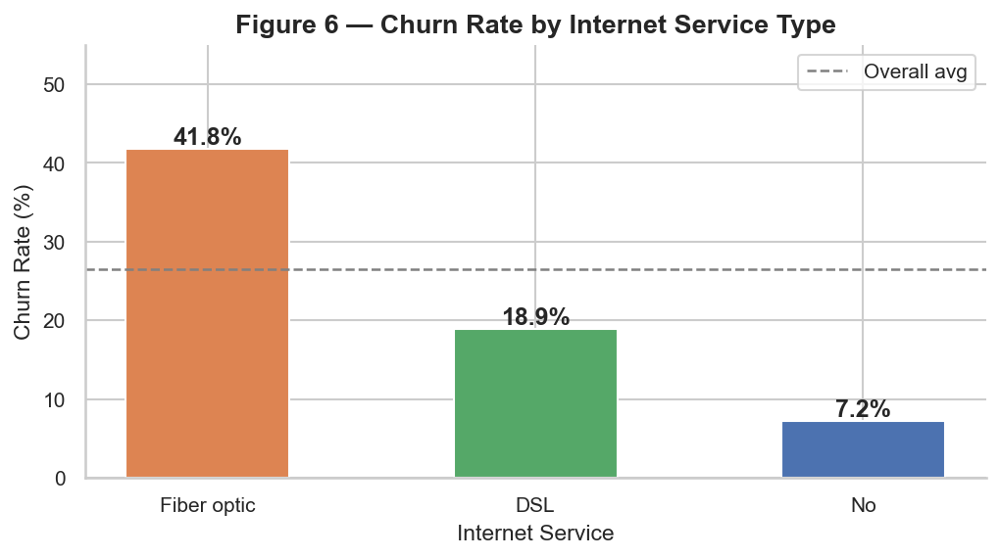 Figure 6 — Churn Rate by Internet Service Type
Overall avg
Churn Rate (%)
50
40
30
20
10
0
41.8%
18.9%
7.2%
Fiber optic
DSL
No
Internet Service